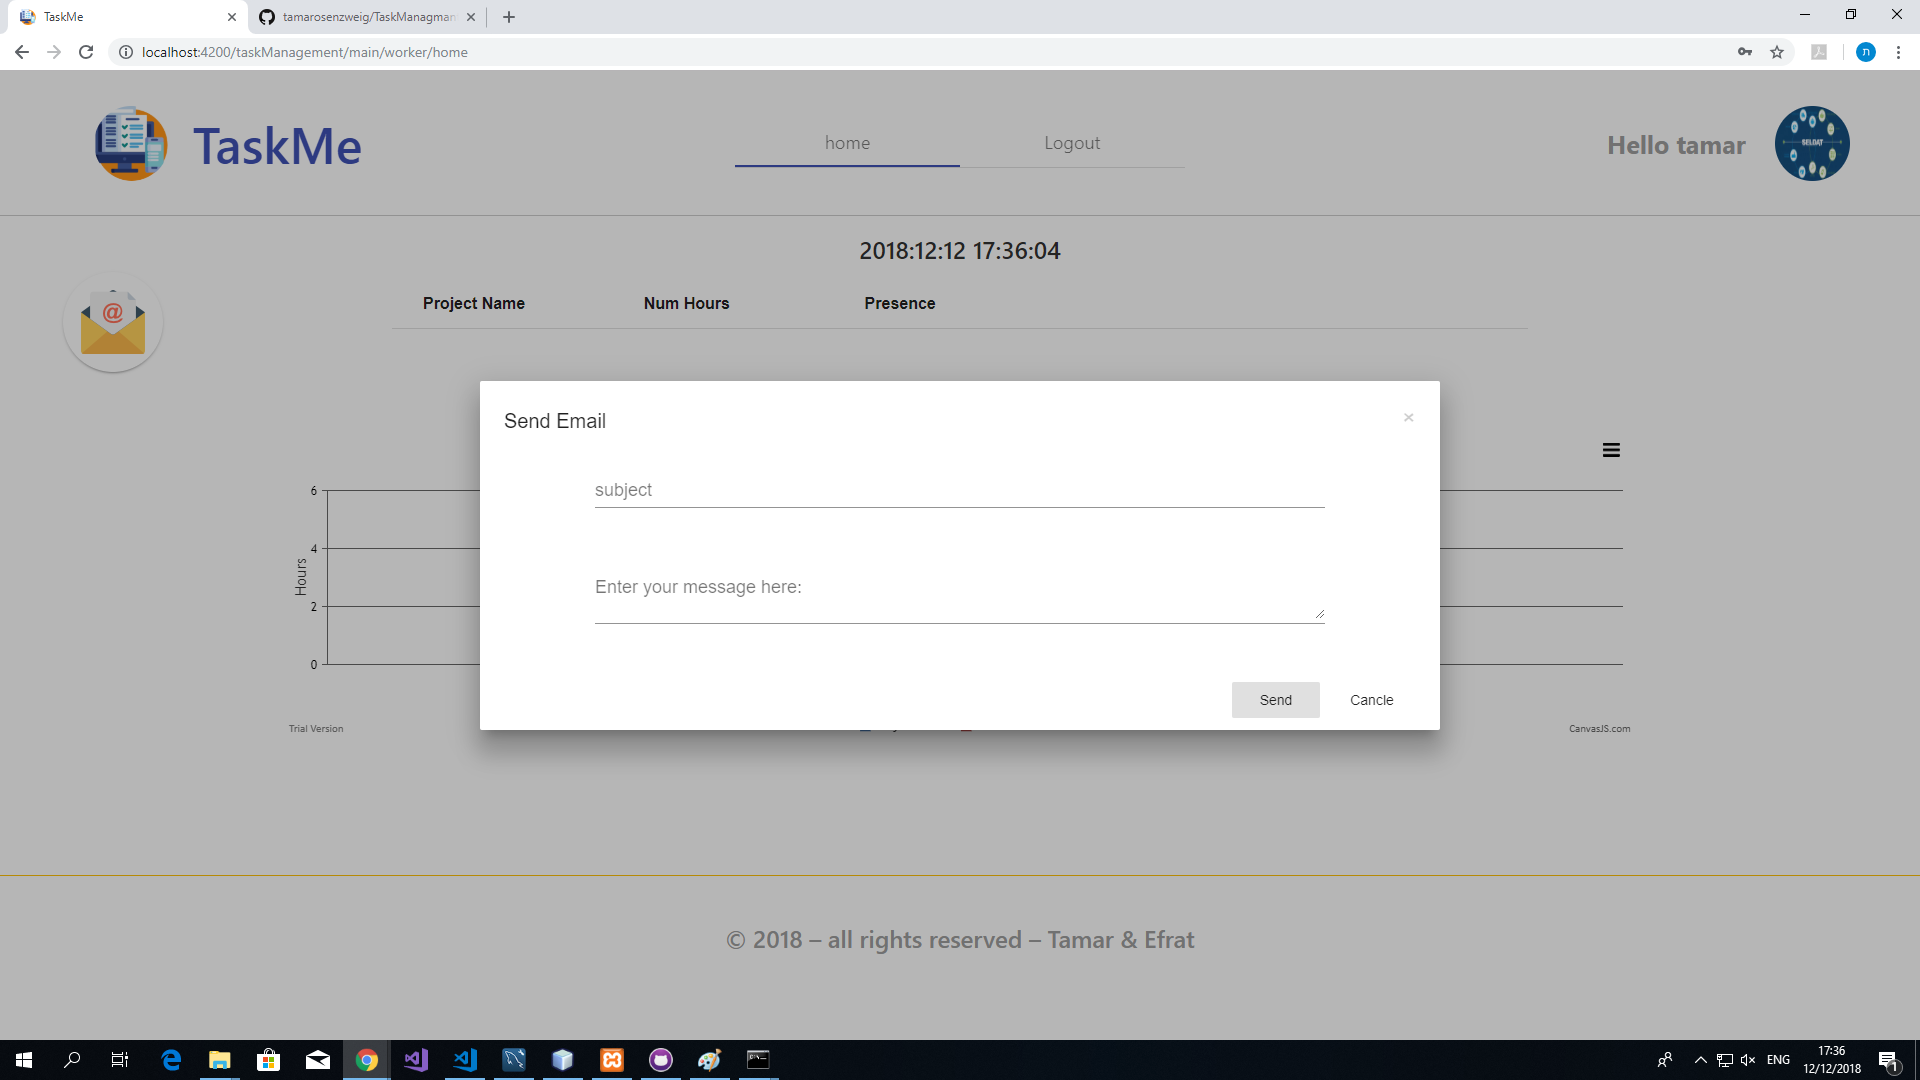 TaskMe
tamarosenzweig/TaskManagman
localhost:4200/taskManagement/main/worker/home
ח
TaskMe
home
Logout
Hello tamar
SELDAT
2018:12:12 17:36:04
@
Project Name
Num Hours
Presence
Send Email
×
subject
Enter your message here:
Send
Cancle
6
4
2
0
Hours
Trial Version
CanvasJS.com
© 2018 – all rights reserved – Tamar & Efrat
ENG
17:36
12/12/2018
1